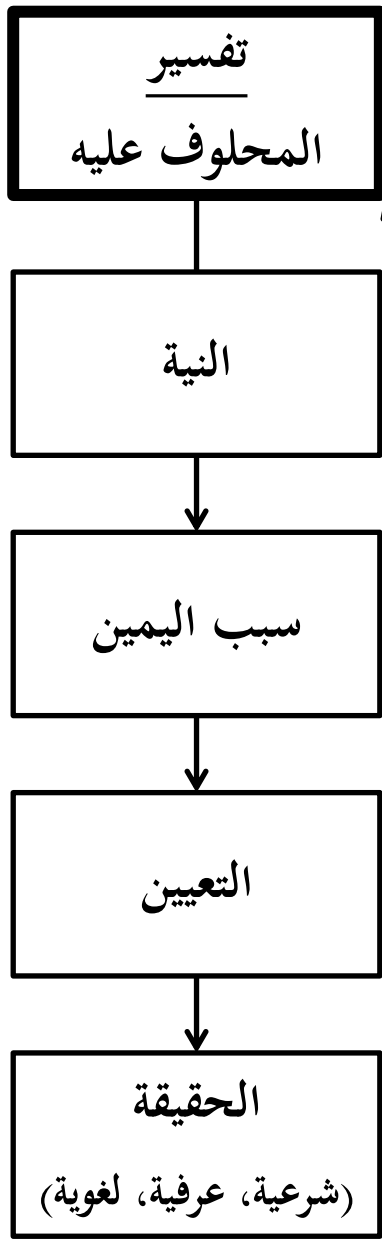 تفسير
المحلوف عليه
النية
سبب اليمين
التعيين
الحقيقة
(شرعية، عرفية، لغوية)